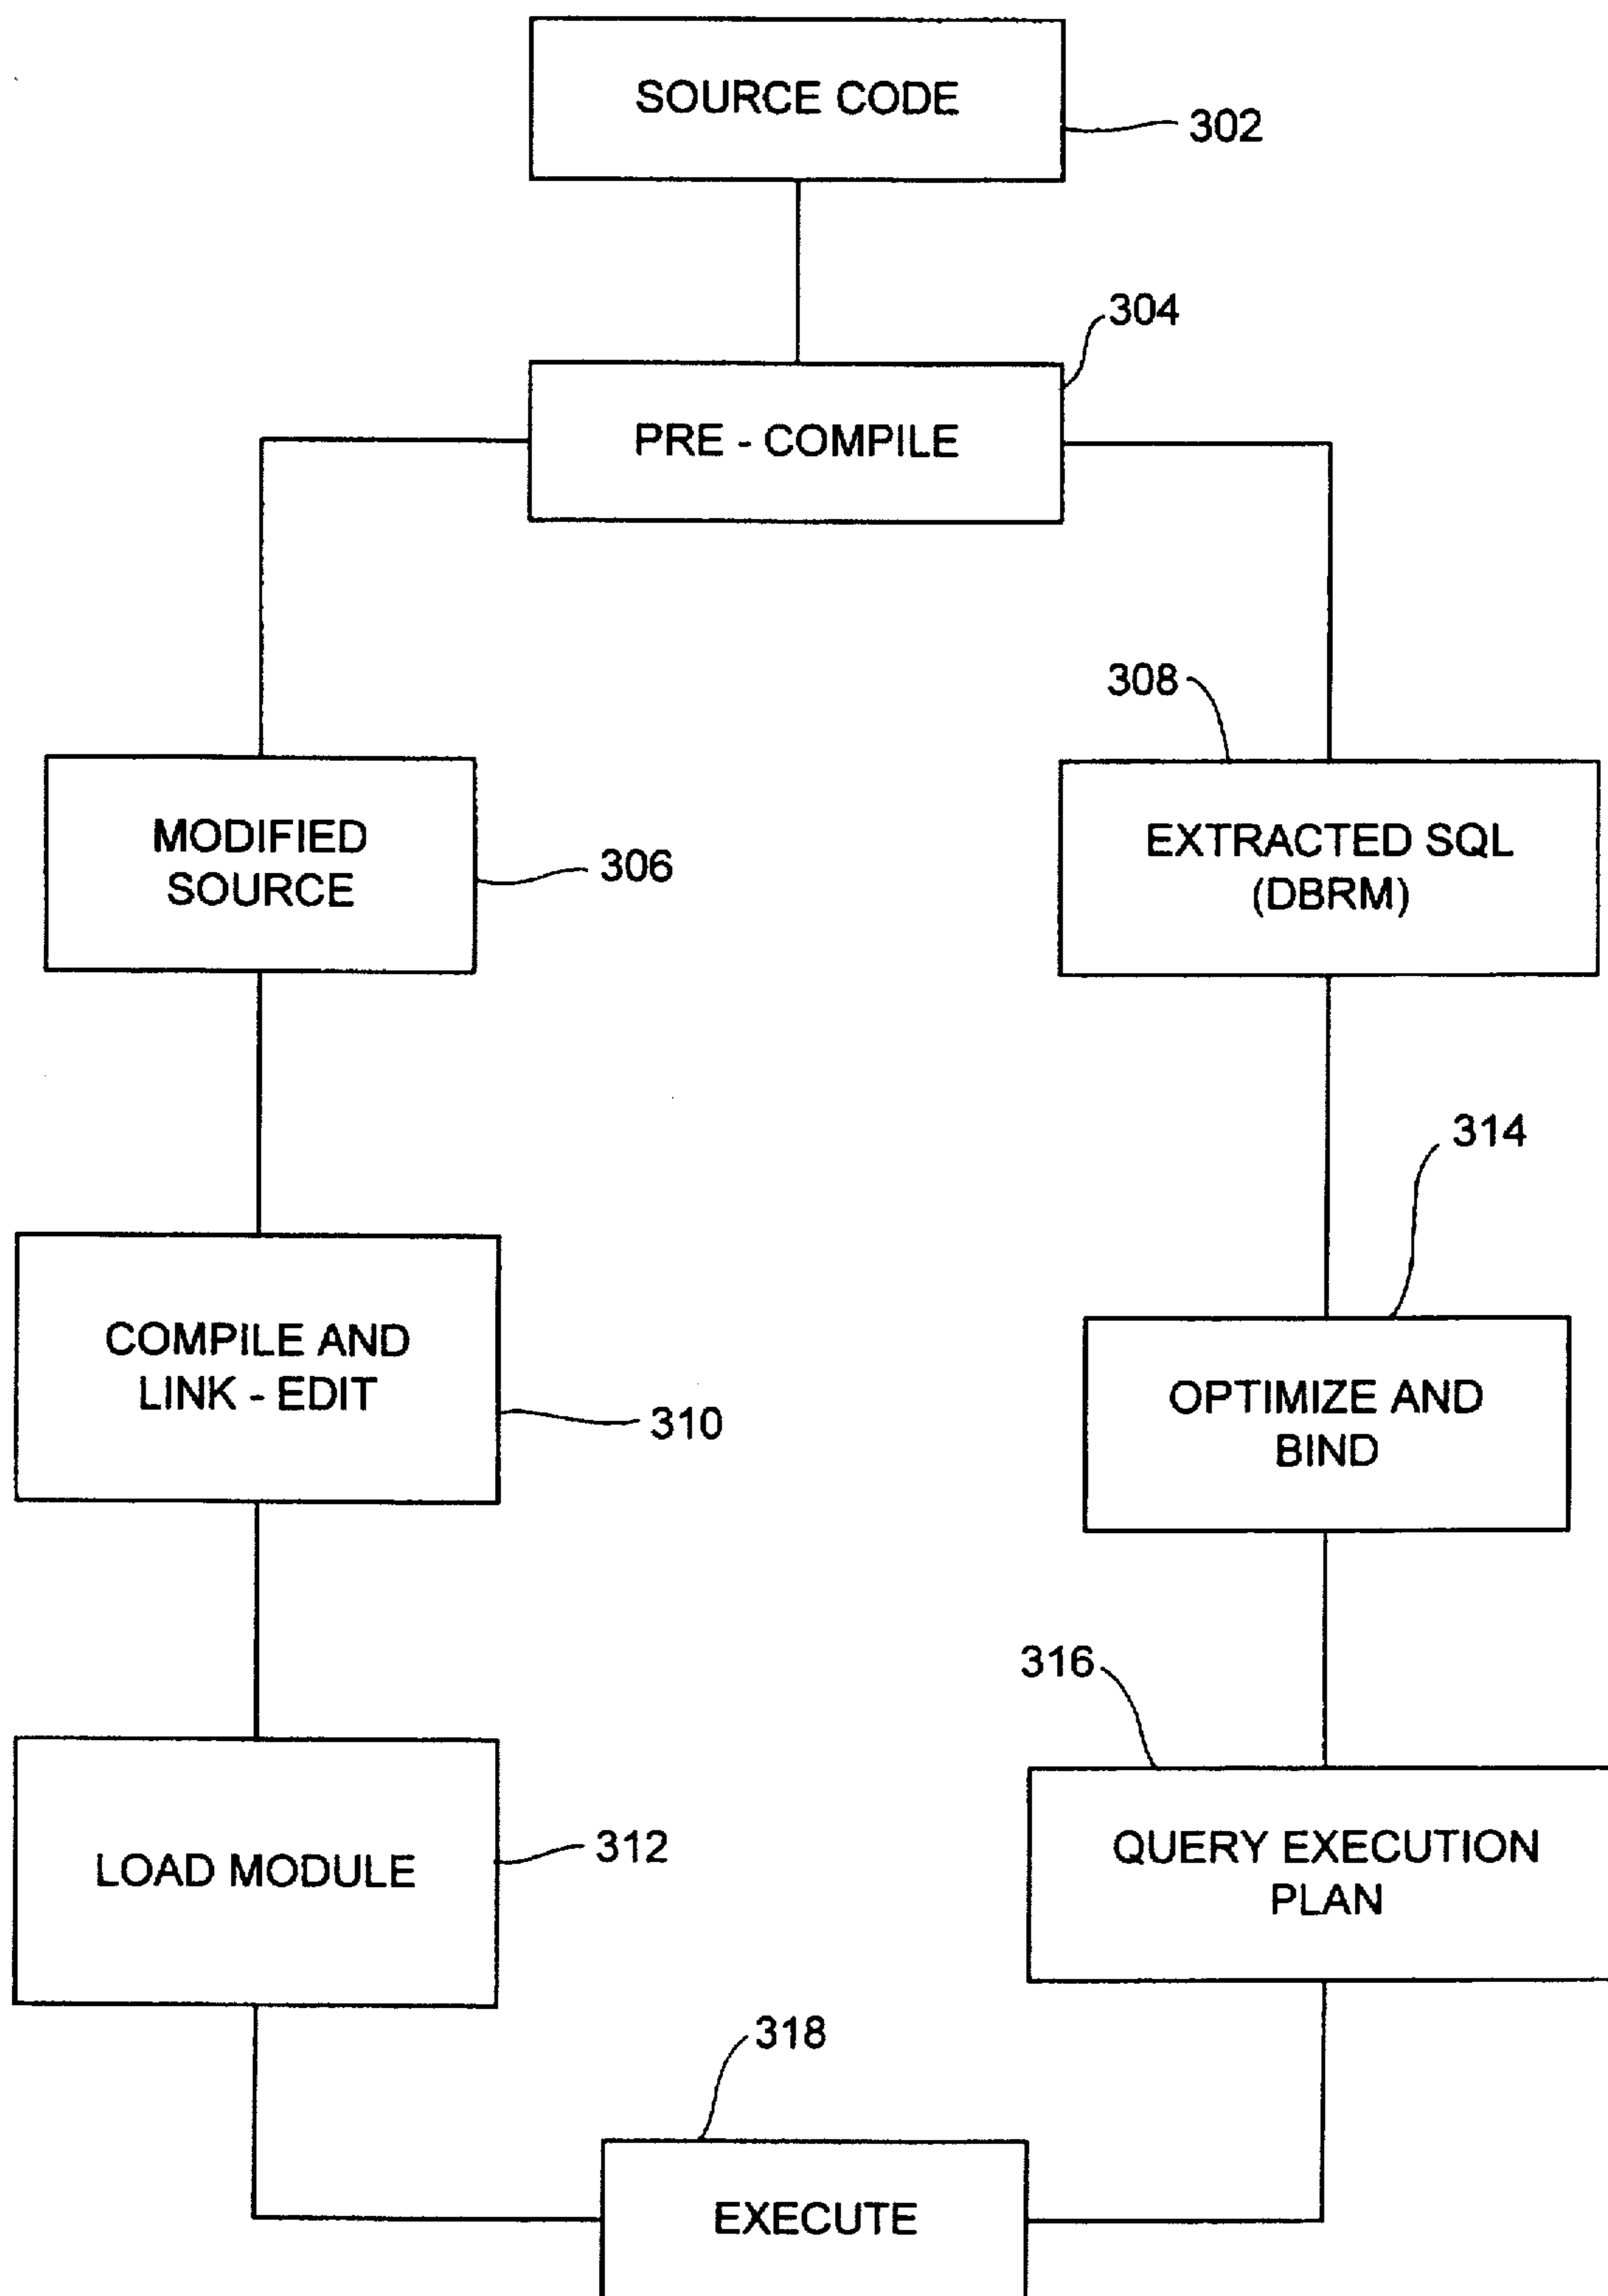 SOURCE CODE
302
304
PRE - COMPILE
308
MODIFIED
SOURCE
306
EXTRACTED SQL
(DBRM)
314
COMPILE AND
LINK - EDIT
310
OPTIMIZE AND
BIND
316
LOAD MODULE
312
QUERY EXECUTION
PLAN
318
EXECUTE